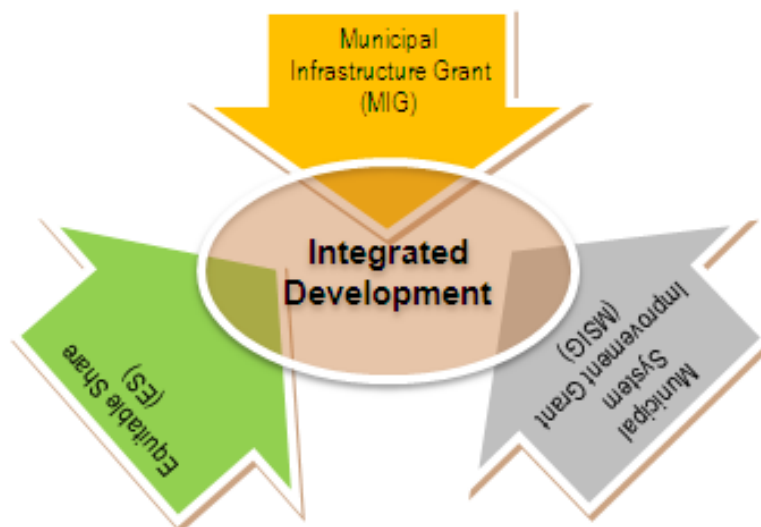 Municipal
Infrastructure Grant
(MIG)
Integrated
Development
Equitable Share
(ES)
Municipal
System
Improvement Grant
(MSIG)